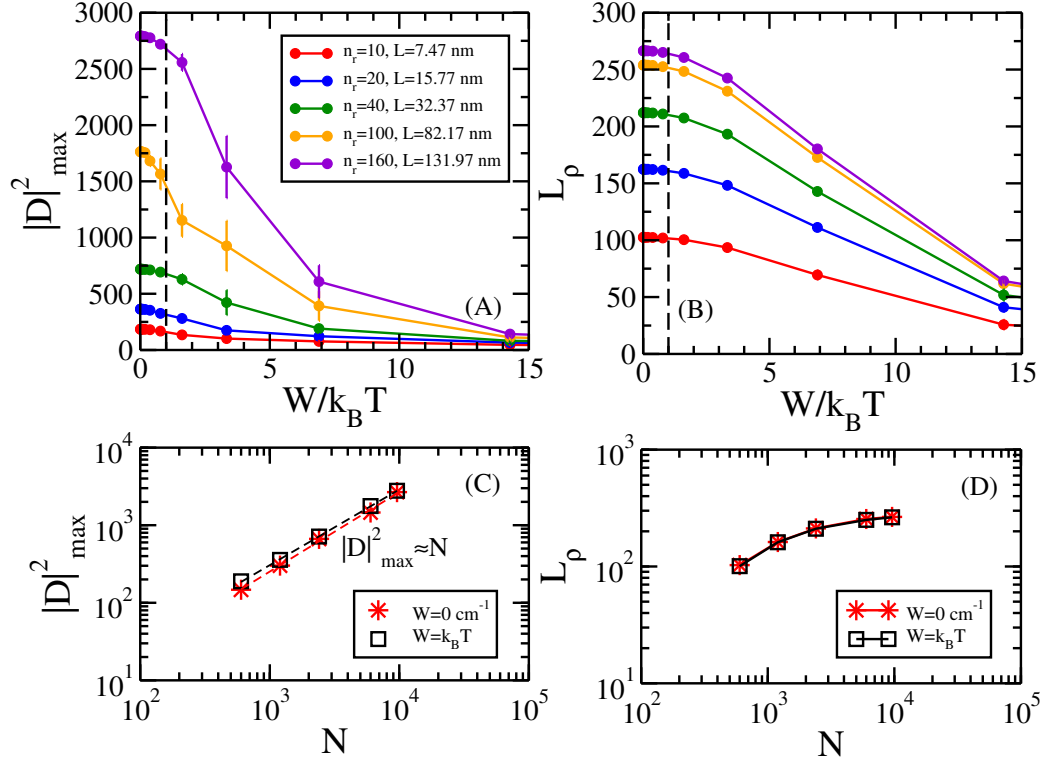 3000
2500
2000
1500
1000
500
0
|D|²max
n_r=10, L=7.47 nm
n_r=20, L=15.77 nm
n_r=40, L=32.37 nm
n_r=100, L=82.17 nm
n_r=160, L=131.97 nm
(A)
0 5 10 15
W/k_BT
300
250
200
150
100
50
0
L_ρ
(B)
0 5 10 15
W/k_BT
10⁴
10³
10²
10¹
|D|²max
(C)
|D|²max≈N
W=0 cm⁻¹
W=k_BT
10² 10³ 10⁴ 10⁵
N
10³
10²
10¹
L_ρ
(D)
W=0 cm⁻¹
W=k_BT
10² 10³ 10⁴ 10⁵
N